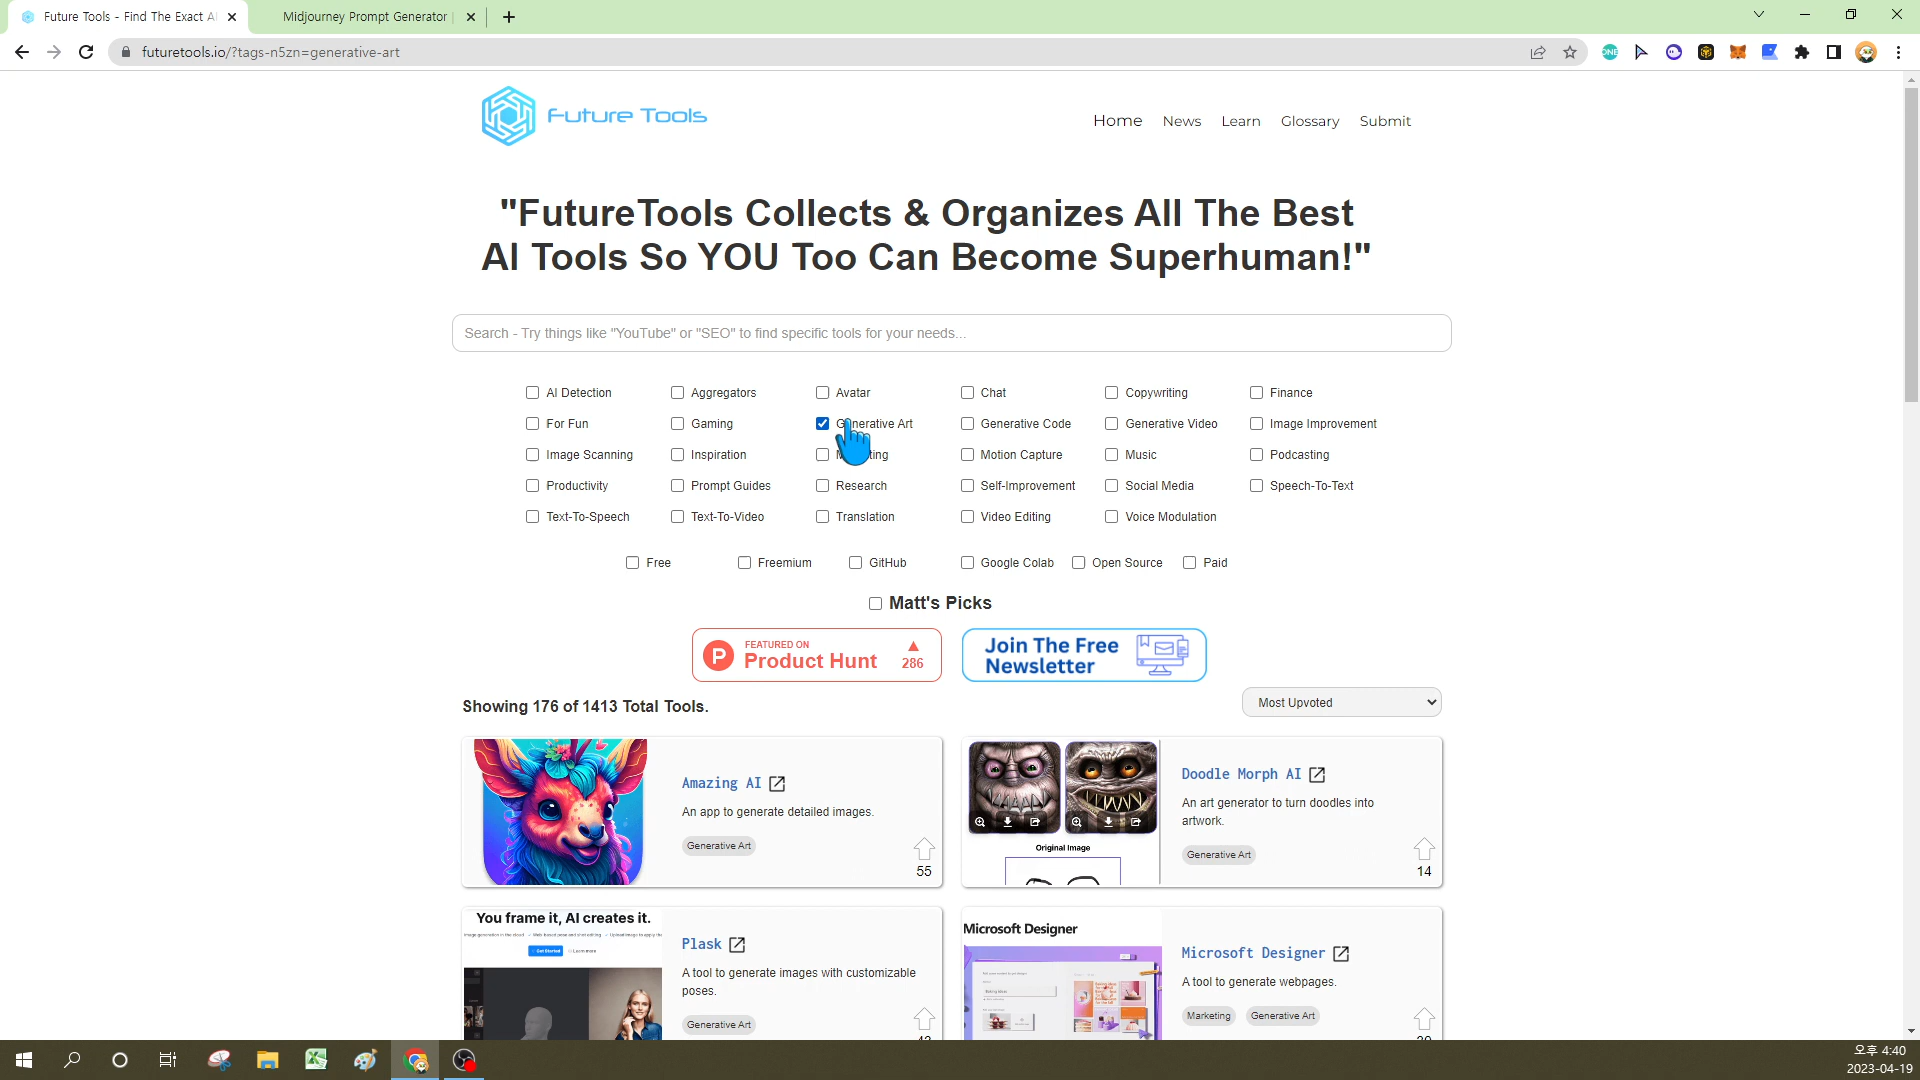 Future Tools - Find The Exact AI
Midjourney Prompt Generator
futuretools.io/?tags-n5zn=generative-art
Future Tools
Home News Learn Glossary Submit
"FutureTools Collects & Organizes All The Best
AI Tools So YOU Too Can Become Superhuman!"
Search - Try things like "YouTube" or "SEO" to find specific tools for your needs...
AI Detection Aggregators Avatar Chat Copywriting Finance
For Fun Gaming Generative Art Generative Code Generative Video Image Improvement
Image Scanning Inspiration Motion Capture Music Podcasting
Productivity Prompt Guides Research Self-Improvement Social Media Speech-To-Text
Text-To-Speech Text-To-Video Translation Video Editing Voice Modulation
Free Freemium GitHub Google Colab Open Source Paid
Matt's Picks
P FEATURED ON
Product Hunt
286
Join The Free
Newsletter
Showing 176 of 1413 Total Tools.
Most Upvoted
Amazing AI
An app to generate detailed images.
Generative Art
55
Original Image
Doodle Morph AI
An art generator to turn doodles into
artwork.
Generative Art
14
You frame it, AI creates it.
Get Started
Plask
A tool to generate images with customizable
poses.
Generative Art
Microsoft Designer
Microsoft Designer
A tool to generate webpages.
Marketing Generative Art
오후 4:40
2023-04-19